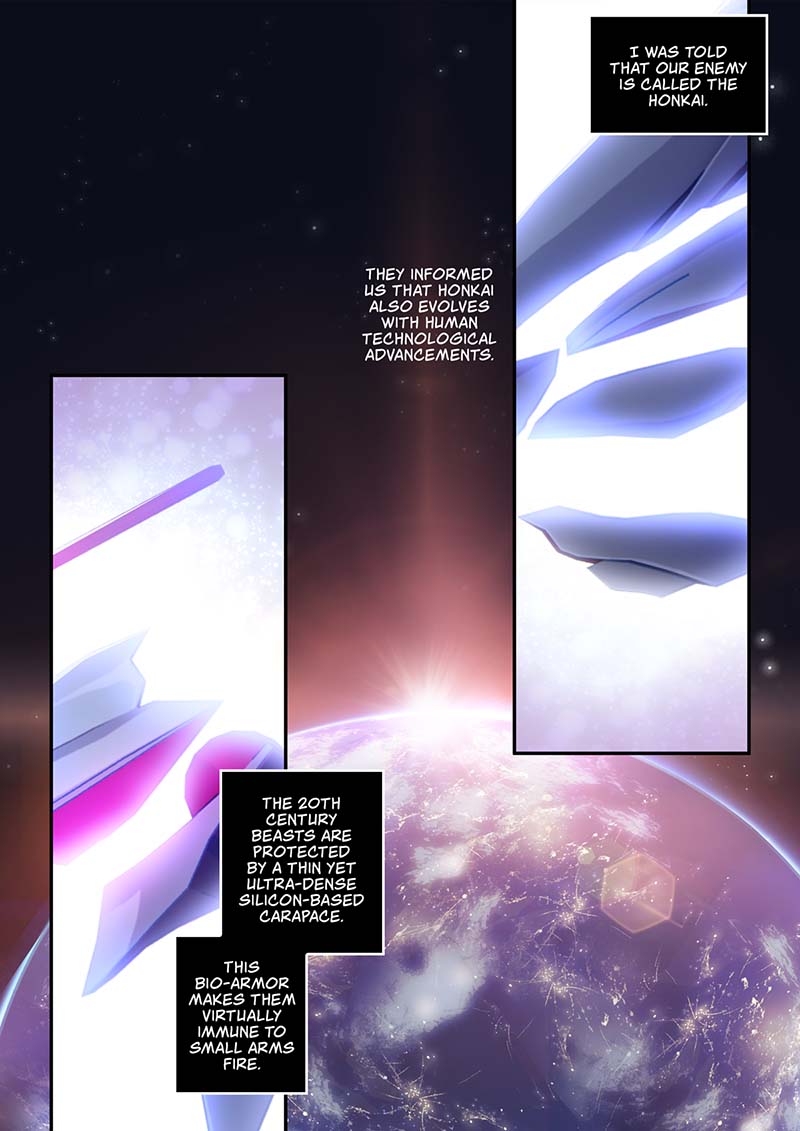 I WAS TOLD
THAT OUR ENEMY
IS CALLED THE
HONKAI.
THEY INFORMED
US THAT HONKAI
ALSO EVOLVES
WITH HUMAN
TECHNOLOGICAL
ADVANCEMENTS.
THE 20TH
CENTURY
BEASTS ARE
PROTECTED
BY A THIN YET
ULTRA-DENSE
SILICON-BASED
CARAPACE.
THIS
BIO-ARMOR
MAKES THEM
VIRTUALLY
IMMUNE TO
SMALL ARMS
FIRE.